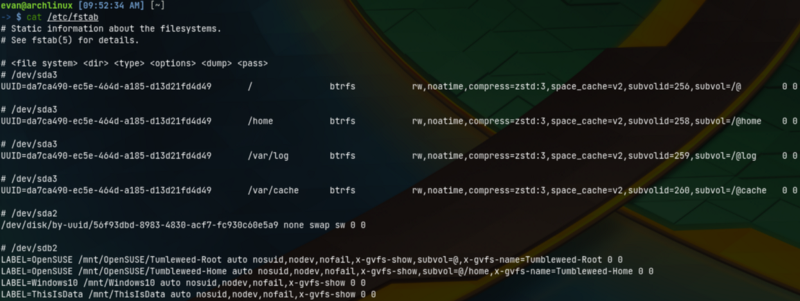 evan@archlinux [09:52:34 AM] [~]
-> $ cat /etc/fstab
# Static information about the filesystems.
# See fstab(5) for details.
# <file system> <dir> <type> <options> <dump> <pass>
# /dev/sda3
UUID=da7ca490-ec5e-464d-a185-d13d21fd4d49 / btrfs rw,noatime,compress=zstd:3,space_cache=v2,subvolid=256,subvol=/@ 0 0
# /dev/sda3
UUID=da7ca490-ec5e-464d-a185-d13d21fd4d49 /home btrfs rw,noatime,compress=zstd:3,space_cache=v2,subvolid=258,subvol=/@home 0 0
# /dev/sda3
UUID=da7ca490-ec5e-464d-a185-d13d21fd4d49 /var/log btrfs rw,noatime,compress=zstd:3,space_cache=v2,subvolid=259,subvol=/@log 0 0
# /dev/sda3
UUID=da7ca490-ec5e-464d-a185-d13d21fd4d49 /var/cache btrfs rw,noatime,compress=zstd:3,space_cache=v2,subvolid=260,subvol=/@cache 0 0
# /dev/sda2
/dev/disk/by-uuid/56f93dbd-8983-4830-acf7-fc930c60e5a9 none swap sw 0 0
# /dev/sdb2
LABEL=OpenSUSE /mnt/OpenSUSE/Tumleweed-Root auto nosuid,nodev,nofail,x-gvfs-show,subvol=@,x-gvfs-name=Tumbleweed-Root 0 0
LABEL=OpenSUSE /mnt/OpenSUSE/Tumbleweed-Home auto nosuid,nodev,nofail,x-gvfs-show,subvol=@/home,x-gvfs-name=Tumbleweed-Home 0 0
LABEL=Windows10 /mnt/Windows10 auto nosuid,nodev,nofail,x-gvfs-show 0 0
LABEL=ThisIsData /mnt/ThisIsData auto nosuid,nodev,nofail,x-gvfs-show 0 0